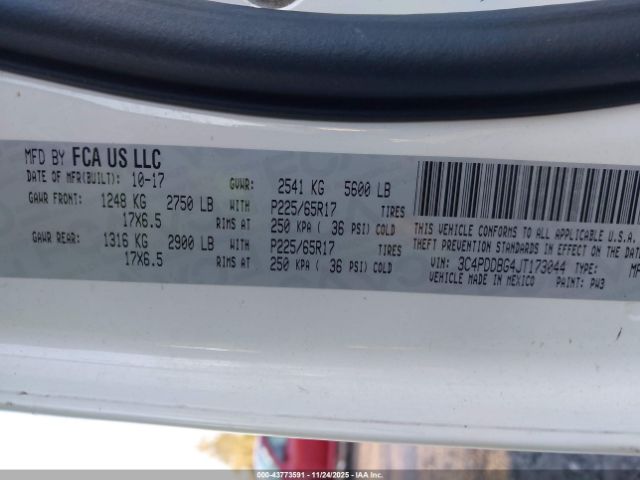 MFD BY FCA US LLC
DATE OF MFR(BUILT): 10-17 GVWR: 2541 KG 5600 LB
GAWR FRONT: 1248 KG 2750 LB WITH P225/65R17 TIRES
17X6.5 RIMS AT 250 KPA ( 36 PSI) COLD
GAWR REAR: 1316 KG 2900 LB WITH P225/65R17 TIRES
17X6.5 RIMS AT 250 KPA ( 36 PSI) COLD
THIS VEHICLE CONFORMS TO ALL APPLICABLE U.S.A.
THEFT PREVENTION STANDARDS IN EFFECT ON THE DATE
VIN: 3C4PDDBG4JT173044 TYPE: MP
VEHICLE MADE IN MEXICO PAINT: PW3
00-43773591 - 11/24/2025 - IAAI